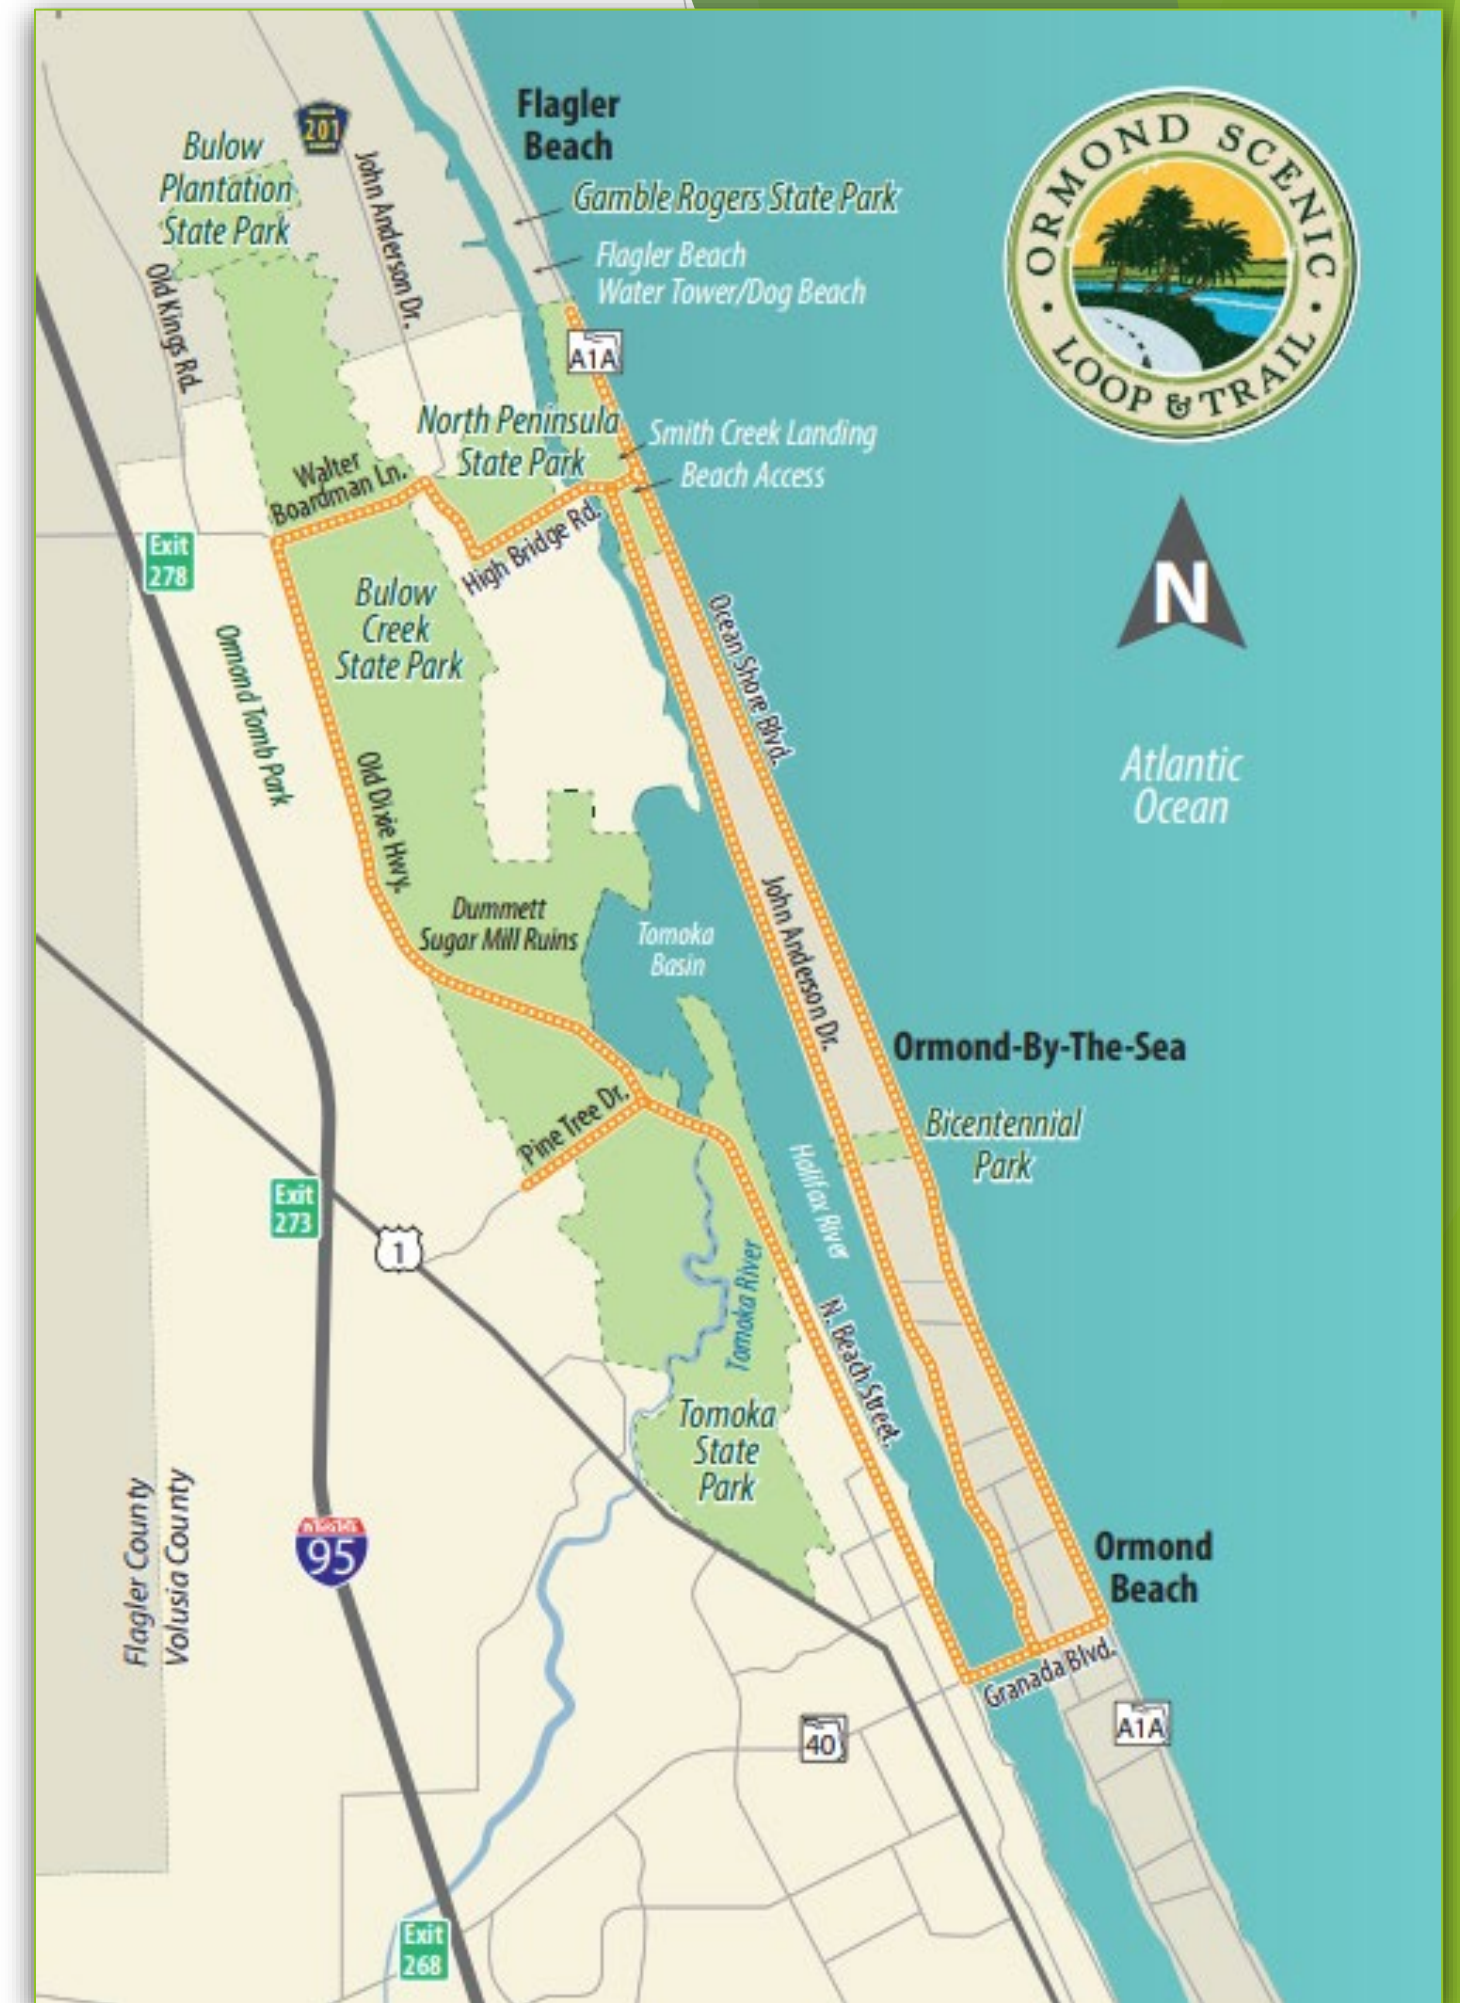 Flagler
Beach
201
Bulow
Plantation
State Park
John Anderson Dr.
Gamble Rogers State Park
Flagler Beach
Water Tower/Dog Beach
ORMOND SCENIC
LOOP & TRAIL
Old Kings Rd.
A1A
North Peninsula
State Park
Smith Creek Landing
Beach Access
Walter
Boardman Ln.
High Bridge Rd.
Exit
278
N
Bulow
Creek
State Park
Ormond Tomb Park
Ocean Shore Blvd.
Atlantic
Ocean
Old Dixie Hwy.
Dummett
Sugar Mill Ruins
Tomoka
Basin
John Anderson Dr.
Ormond-By-The-Sea
Pine Tree Dr.
Bicentennial
Park
Halifax River
Exit
273
1
Tomoka River
N. Beach Street.
Tomoka
State
Park
Flagler County
Volusia County
95
Ormond
Beach
Granada Blvd.
40
A1A
Exit
268